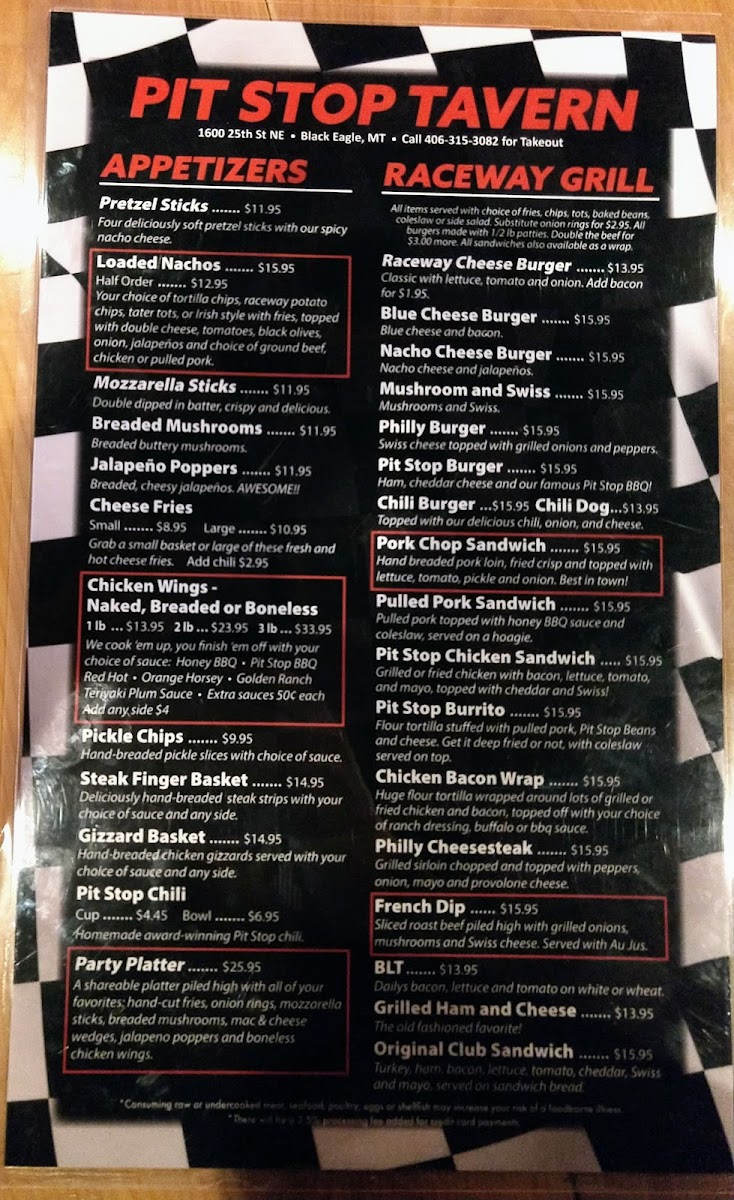 PIT STOP TAVERN
1600 25th St NE • Black Eagle, MT • Call 406-315-3082 for Takeout
APPETIZERS
Pretzel Sticks ....... $11.95
Four deliciously soft pretzel sticks with our spicy
nacho cheese.
Loaded Nachos ....... $15.95
Half Order ....... $12.95
Your choice of tortilla chips, raceway potato
chips, tater tots, or Irish style with fries, topped
with double cheese, tomatoes, black olives,
onion, jalapeños and choice of ground beef,
chicken or pulled pork.
Mozzarella Sticks ....... $11.95
Double dipped in batter, crispy and delicious.
Breaded Mushrooms ....... $11.95
Breaded buttery mushrooms.
Jalapeño Poppers ....... $11.95
Breaded, cheesy jalapeños. AWESOME!!
Cheese Fries
Small ....... $8.95 Large ....... $10.95
Grab a small basket or large of these fresh and
hot cheese fries. Add chili $2.95
Chicken Wings -
Naked, Breaded or Boneless
1 lb ... $13.95 2 lb ... $23.95 3 lb ... $33.95
We cook 'em up, you finish 'em off with your
choice of sauce: Honey BBQ • Pit Stop BBQ
Red Hot • Orange Horsey • Golden Ranch
Teriyaki Plum Sauce • Extra sauces 50¢ each
Add any side $4
Pickle Chips ....... $9.95
Hand-breaded pickle slices with choice of sauce.
Steak Finger Basket ....... $14.95
Deliciously hand-breaded steak strips with your
choice of sauce and any side.
Gizzard Basket ....... $14.95
Hand-breaded chicken gizzards served with your
choice of sauce and any side.
Pit Stop Chili
Cup ....... $4.45 Bowl ....... $6.95
Homemade award-winning Pit Stop chili.
Party Platter ....... $25.95
A shareable platter piled high with all of your
favorites; hand-cut fries, onion rings, mozzarella
sticks, breaded mushrooms, mac & cheese
wedges, jalapeno poppers and boneless
chicken wings.
RACEWAY GRILL
All items served with choice of fries, chips, tots, baked beans,
coleslaw or side salad. Substitute onion rings for $2.95. All
burgers made with 1/2 lb patties. Double the beef for
$3.00 more. All sandwiches also available as a wrap.
Raceway Cheese Burger ....... $13.95
Classic with lettuce, tomato and onion. Add bacon
for $1.95.
Blue Cheese Burger ....... $15.95
Blue cheese and bacon.
Nacho Cheese Burger ....... $15.95
Nacho cheese and jalapeños.
Mushroom and Swiss ....... $15.95
Mushrooms and Swiss.
Philly Burger ....... $15.95
Swiss cheese topped with grilled onions and peppers.
Pit Stop Burger ....... $15.95
Ham, cheddar cheese and our famous Pit Stop BBQ!
Chili Burger ...$15.95 Chili Dog...$13.95
Topped with our delicious chili, onion, and cheese.
Pork Chop Sandwich ....... $15.95
Hand breaded pork loin, fried crisp and topped with
lettuce, tomato, pickle and onion. Best in town!
Pulled Pork Sandwich ....... $15.95
Pulled pork topped with honey BBQ sauce and
coleslaw, served on a hoagie.
Pit Stop Chicken Sandwich ..... $15.95
Grilled or fried chicken with bacon, lettuce, tomato,
and mayo, topped with cheddar and Swiss!
Pit Stop Burrito ....... $15.95
Flour tortilla stuffed with pulled pork, Pit Stop Beans
and cheese. Get it deep fried or not, with coleslaw
served on top.
Chicken Bacon Wrap ....... $15.95
Huge flour tortilla wrapped around lots of grilled or
fried chicken and bacon, topped off with your choice
of ranch dressing, buffalo or bbq sauce.
Philly Cheesesteak ....... $15.95
Grilled sirloin chopped and topped with peppers,
onion, mayo and provolone cheese.
French Dip ...... $15.95
Sliced roast beef piled high with grilled onions,
mushrooms and Swiss cheese. Served with Au Jus.
BLT ....... $13.95
Dailys bacon, lettuce and tomato on white or wheat.
Grilled Ham and Cheese ....... $13.95
The old fashioned favorite!
Original Club Sandwich ....... $15.95
Turkey, ham, bacon, lettuce, tomato, cheddar, Swiss
and mayo, served on sandwich bread.
*Consuming raw or undercooked meat, seafood, poultry, eggs or shellfish may increase your risk of a foodborne illness.
*There will be a 3.5% processing fee added for credit card payments.